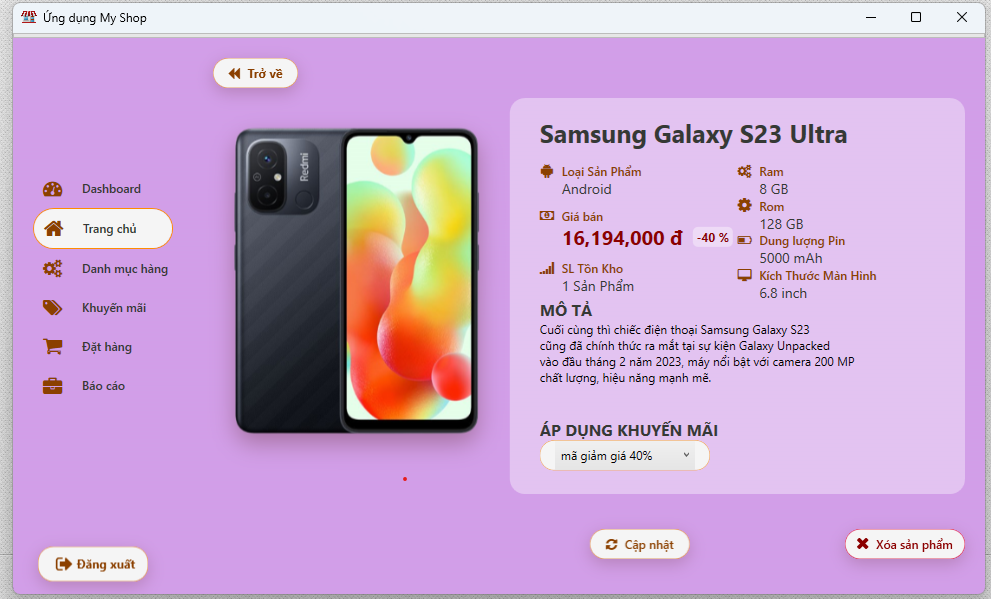 Ứng dụng My Shop
Trở về
Dashboard
Trang chủ
Danh mục hàng
Khuyến mãi
Đặt hàng
Báo cáo
Đăng xuất
Redmi
Samsung Galaxy S23 Ultra
Loại Sản Phẩm
Android
Giá bán
16,194,000 đ
-40 %
SL Tồn Kho
1 Sản Phẩm
Ram
8 GB
Rom
128 GB
Dung lượng Pin
5000 mAh
Kích Thước Màn Hình
6.8 inch
MÔ TẢ
Cuối cùng thì chiếc điện thoại Samsung Galaxy S23
cũng đã chính thức ra mắt tại sự kiện Galaxy Unpacked
vào đầu tháng 2 năm 2023, máy nổi bật với camera 200 MP
chất lượng, hiệu năng mạnh mẽ.
ÁP DỤNG KHUYẾN MÃI
mã giảm giá 40%
Cập nhật
Xóa sản phẩm